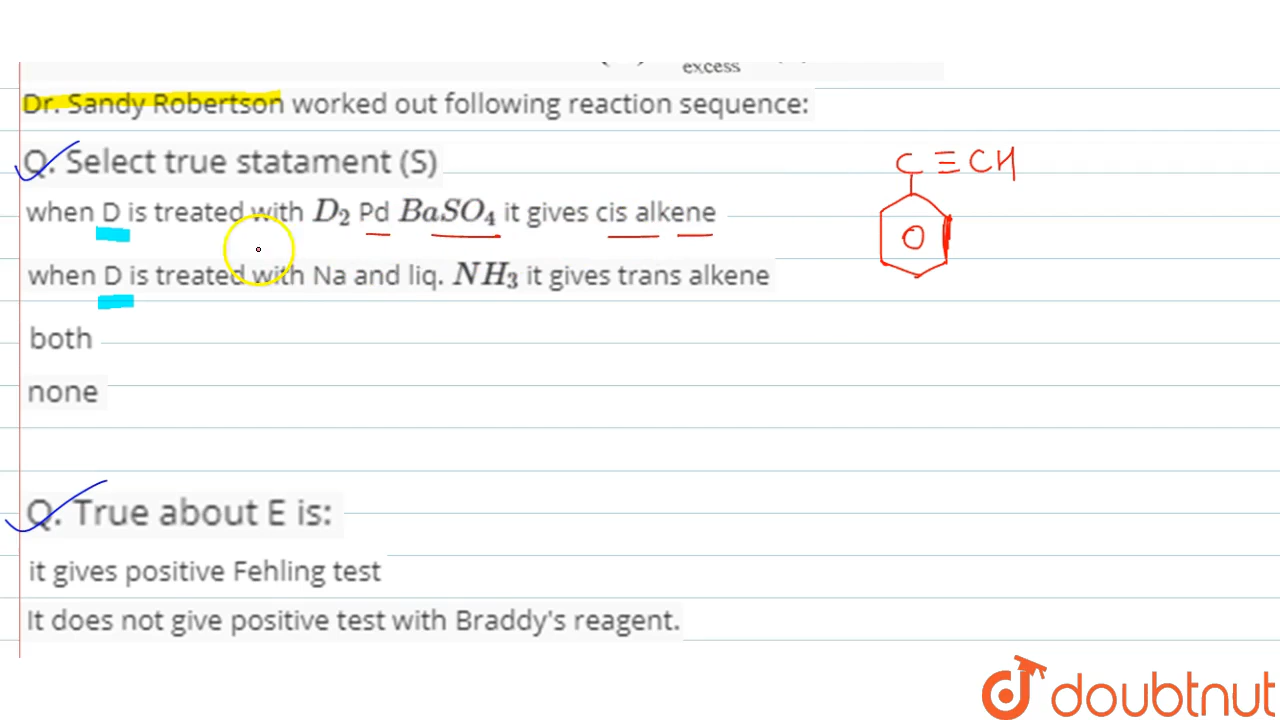 excess
Dr. Sandy Robertson worked out following reaction sequence:
Q. Select true statament (S)
C ≡ CH
when D is treated with D₂ Pd BaSO₄ it gives cis alkene
when D is treated with Na and liq. NH₃ it gives trans alkene
both
none
Q. True about E is:
it gives positive Fehling test
It does not give positive test with Braddy's reagent.
doubtnut